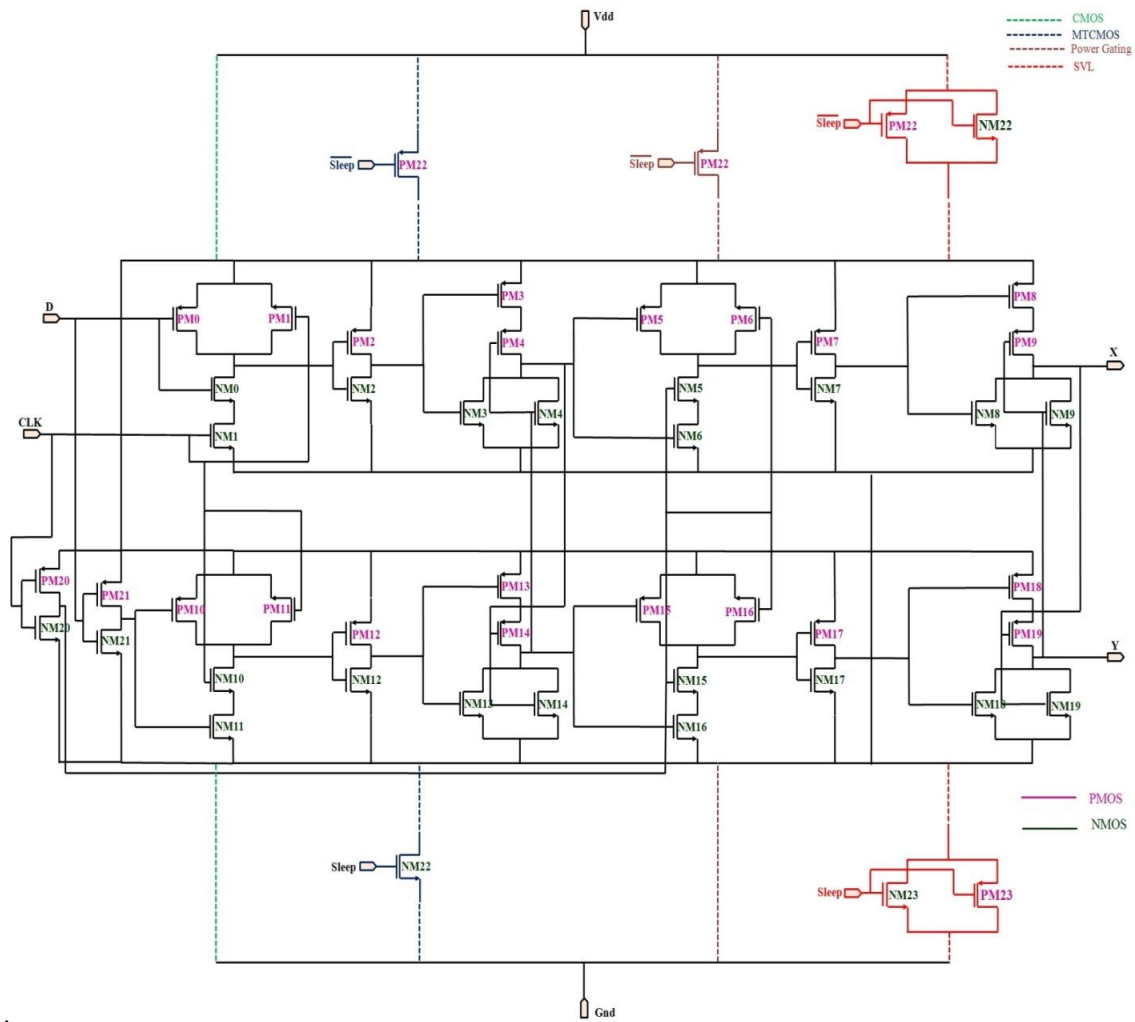 Vdd
CMOS
MTCMOS
Power Gating
SVL
Sleep PM22
Sleep PM22
Sleep PM22 NM22
D
PM0 PM1
PM2
PM3
PM4
PM5 PM6
PM7
PM8
PM9
X
NM0
NM2
NM3 NM4
NM5
NM7
NM8 NM9
CLK
NM1
NM6
PM20
PM21
PM10 PM11
PM12
PM13
PM14
PM15 PM16
PM17
PM18
PM19
Y
NM20
NM21
NM10
NM12
NM13 NM14
NM15
NM17
NM18 NM19
NM11
NM16
PMOS
NMOS
Sleep NM22
Sleep NM23 PM23
Gnd